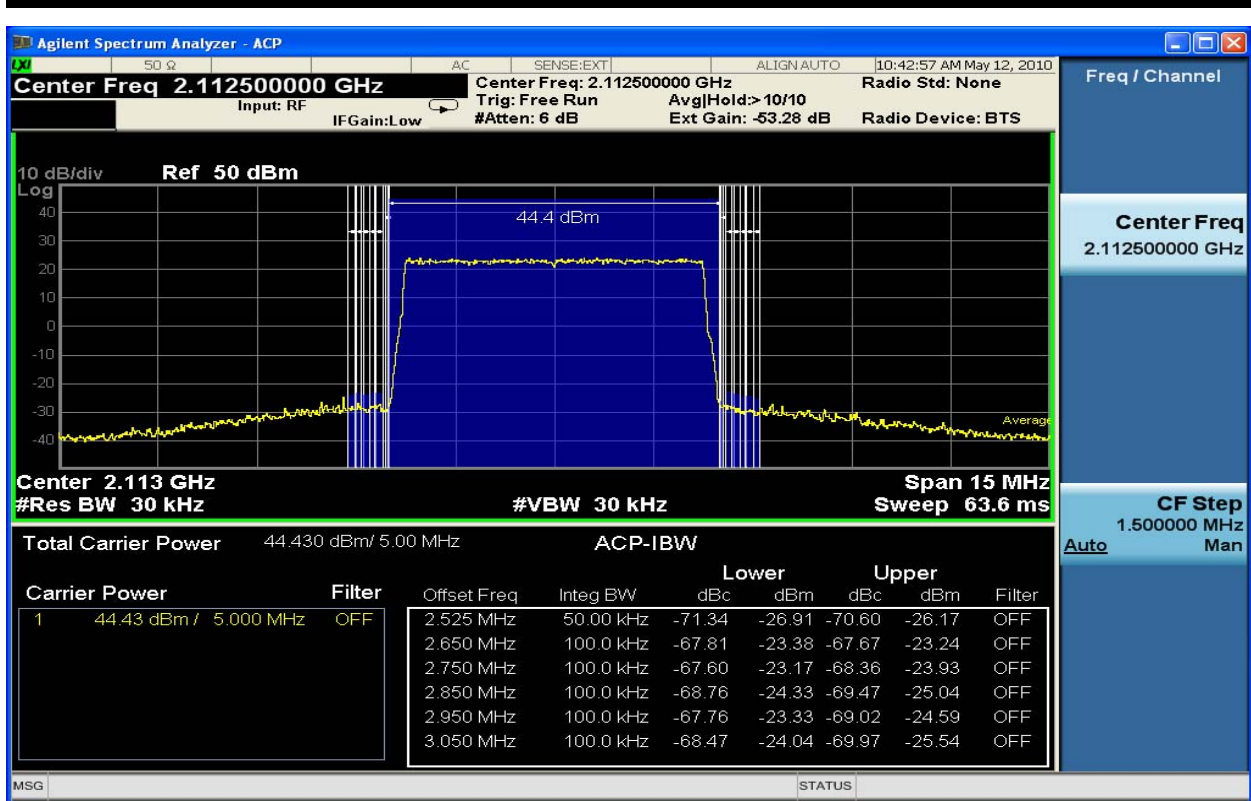 Agilent Spectrum Analyzer - ACP
LXI 50 Ω AC SENSE:EXT ALIGN AUTO 10:42:57 AM May 12, 2010
Center Freq 2.112500000 GHz
Input: RF
IFGain:Low
Center Freq: 2.112500000 GHz
Trig: Free Run Avg|Hold:> 10/10
#Atten: 6 dB Ext Gain: -53.28 dB
Radio Std: None
Radio Device: BTS
Freq / Channel
10 dB/div Ref 50 dBm
Log
40
30
20
10
0
-10
-20
-30
-40
44.4 dBm
Average
Center 2.113 GHz Span 15 MHz
#Res BW 30 kHz #VBW 30 kHz Sweep 63.6 ms
Center Freq
2.112500000 GHz
CF Step
1.500000 MHz
Auto Man
Total Carrier Power 44.430 dBm/ 5.00 MHz ACP-IBW
Carrier Power Filter
1 44.43 dBm / 5.000 MHz OFF
Lower Upper
Offset Freq Integ BW dBc dBm dBc dBm Filter
2.525 MHz 50.00 kHz -71.34 -26.91 -70.60 -26.17 OFF
2.650 MHz 100.0 kHz -67.81 -23.38 -67.67 -23.24 OFF
2.750 MHz 100.0 kHz -67.60 -23.17 -68.36 -23.93 OFF
2.850 MHz 100.0 kHz -68.76 -24.33 -69.47 -25.04 OFF
2.950 MHz 100.0 kHz -67.76 -23.33 -69.02 -24.59 OFF
3.050 MHz 100.0 kHz -68.47 -24.04 -69.97 -25.54 OFF
MSG STATUS